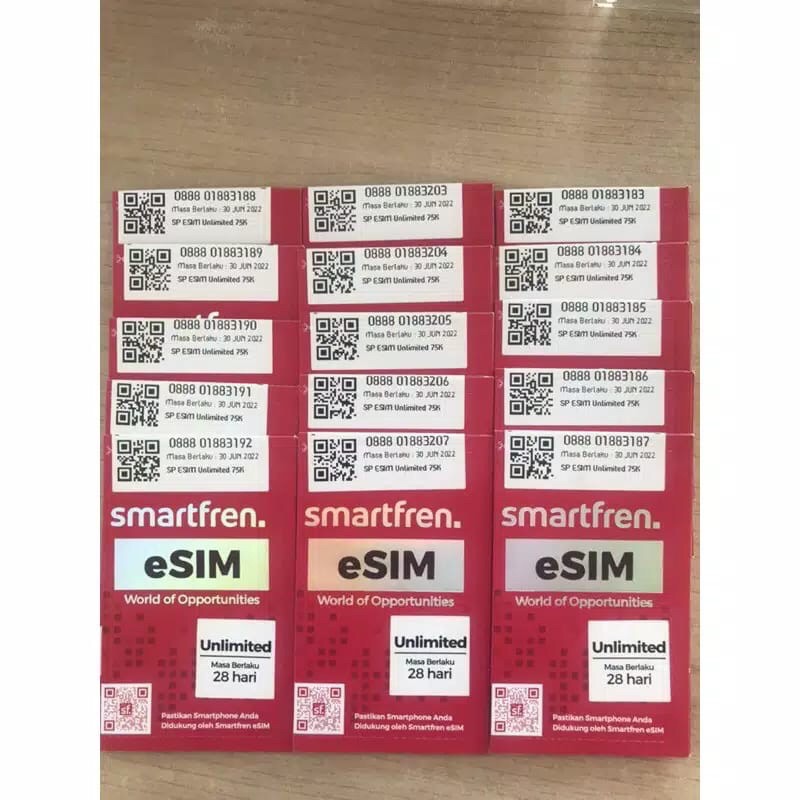 0888 01883188
Masa Berlaku : 30 JUN 2022
SP ESIM Unlimited 75K
0888 01883189
Masa Berlaku : 30 JUN 2022
SP ESIM Unlimited 75K
0888 01883190
Masa Berlaku : 30 JUN 2022
SP ESIM Unlimited 75K
0888 01883191
Masa Berlaku : 30 JUN 2022
SP ESIM Unlimited 75K
0888 01883192
Masa Berlaku : 30 JUN 2022
SP ESIM Unlimited 75K
smartfren.
eSIM
World of Opportunities
Unlimited
Masa Berlaku
28 hari
sf.
Pastikan Smartphone Anda
Didukung oleh Smartfren eSIM
0888 01883203
Masa Berlaku : 30 JUN 2022
SP ESIM Unlimited 75K
0888 01883204
Masa Berlaku : 30 JUN 2022
SP ESIM Unlimited 75K
0888 01883205
Masa Berlaku : 30 JUN 2022
SP ESIM Unlimited 75K
0888 01883206
Masa Berlaku : 30 JUN 2022
SP ESIM Unlimited 75K
0888 01883207
Masa Berlaku : 30 JUN 2022
SP ESIM Unlimited 75K
smartfren.
eSIM
World of Opportunities
Unlimited
Masa Berlaku
28 hari
sf.
Pastikan Smartphone Anda
Didukung oleh Smartfren eSIM
0888 01883183
Masa Berlaku : 30 JUN 2022
SP ESIM Unlimited 75K
0888 01883184
Masa Berlaku : 30 JUN 2022
SP ESIM Unlimited 75K
0888 01883185
Masa Berlaku : 30 JUN 2022
SP ESIM Unlimited 75K
0888 01883186
Masa Berlaku : 30 JUN 2022
SP ESIM Unlimited 75K
0888 01883187
Masa Berlaku : 30 JUN 2022
SP ESIM Unlimited 75K
smartfren.
eSIM
World of Opportunities
Unlimited
Masa Berlaku
28 hari
sf.
Pastikan Smartphone Anda
Didukung oleh Smartfren eSIM